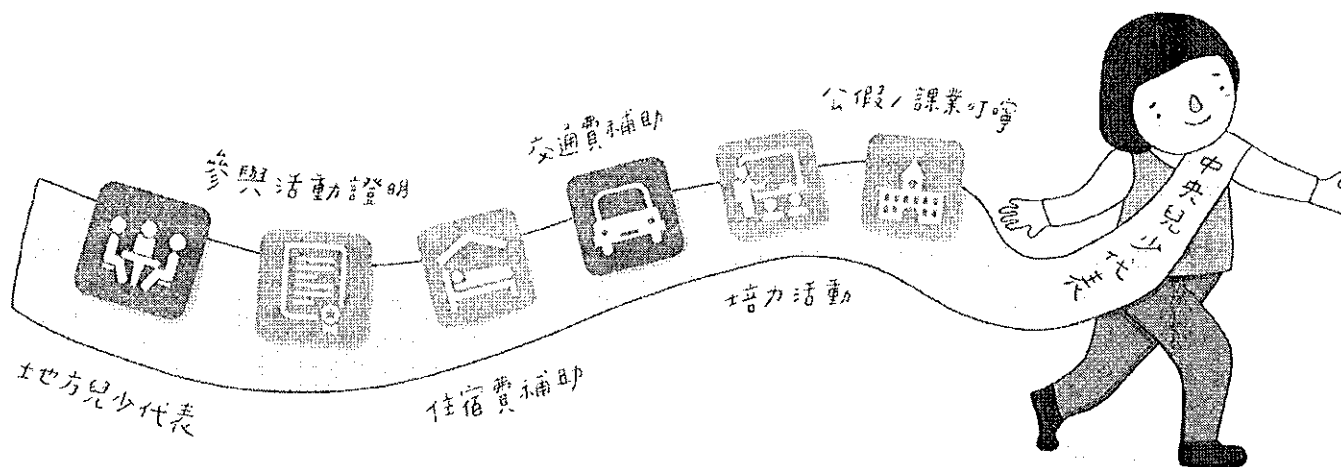 地方兒少代表
參與活動證明
住宿費補助
交通費補助
培力活動
公假/課業叮嚀
中央兒少代表